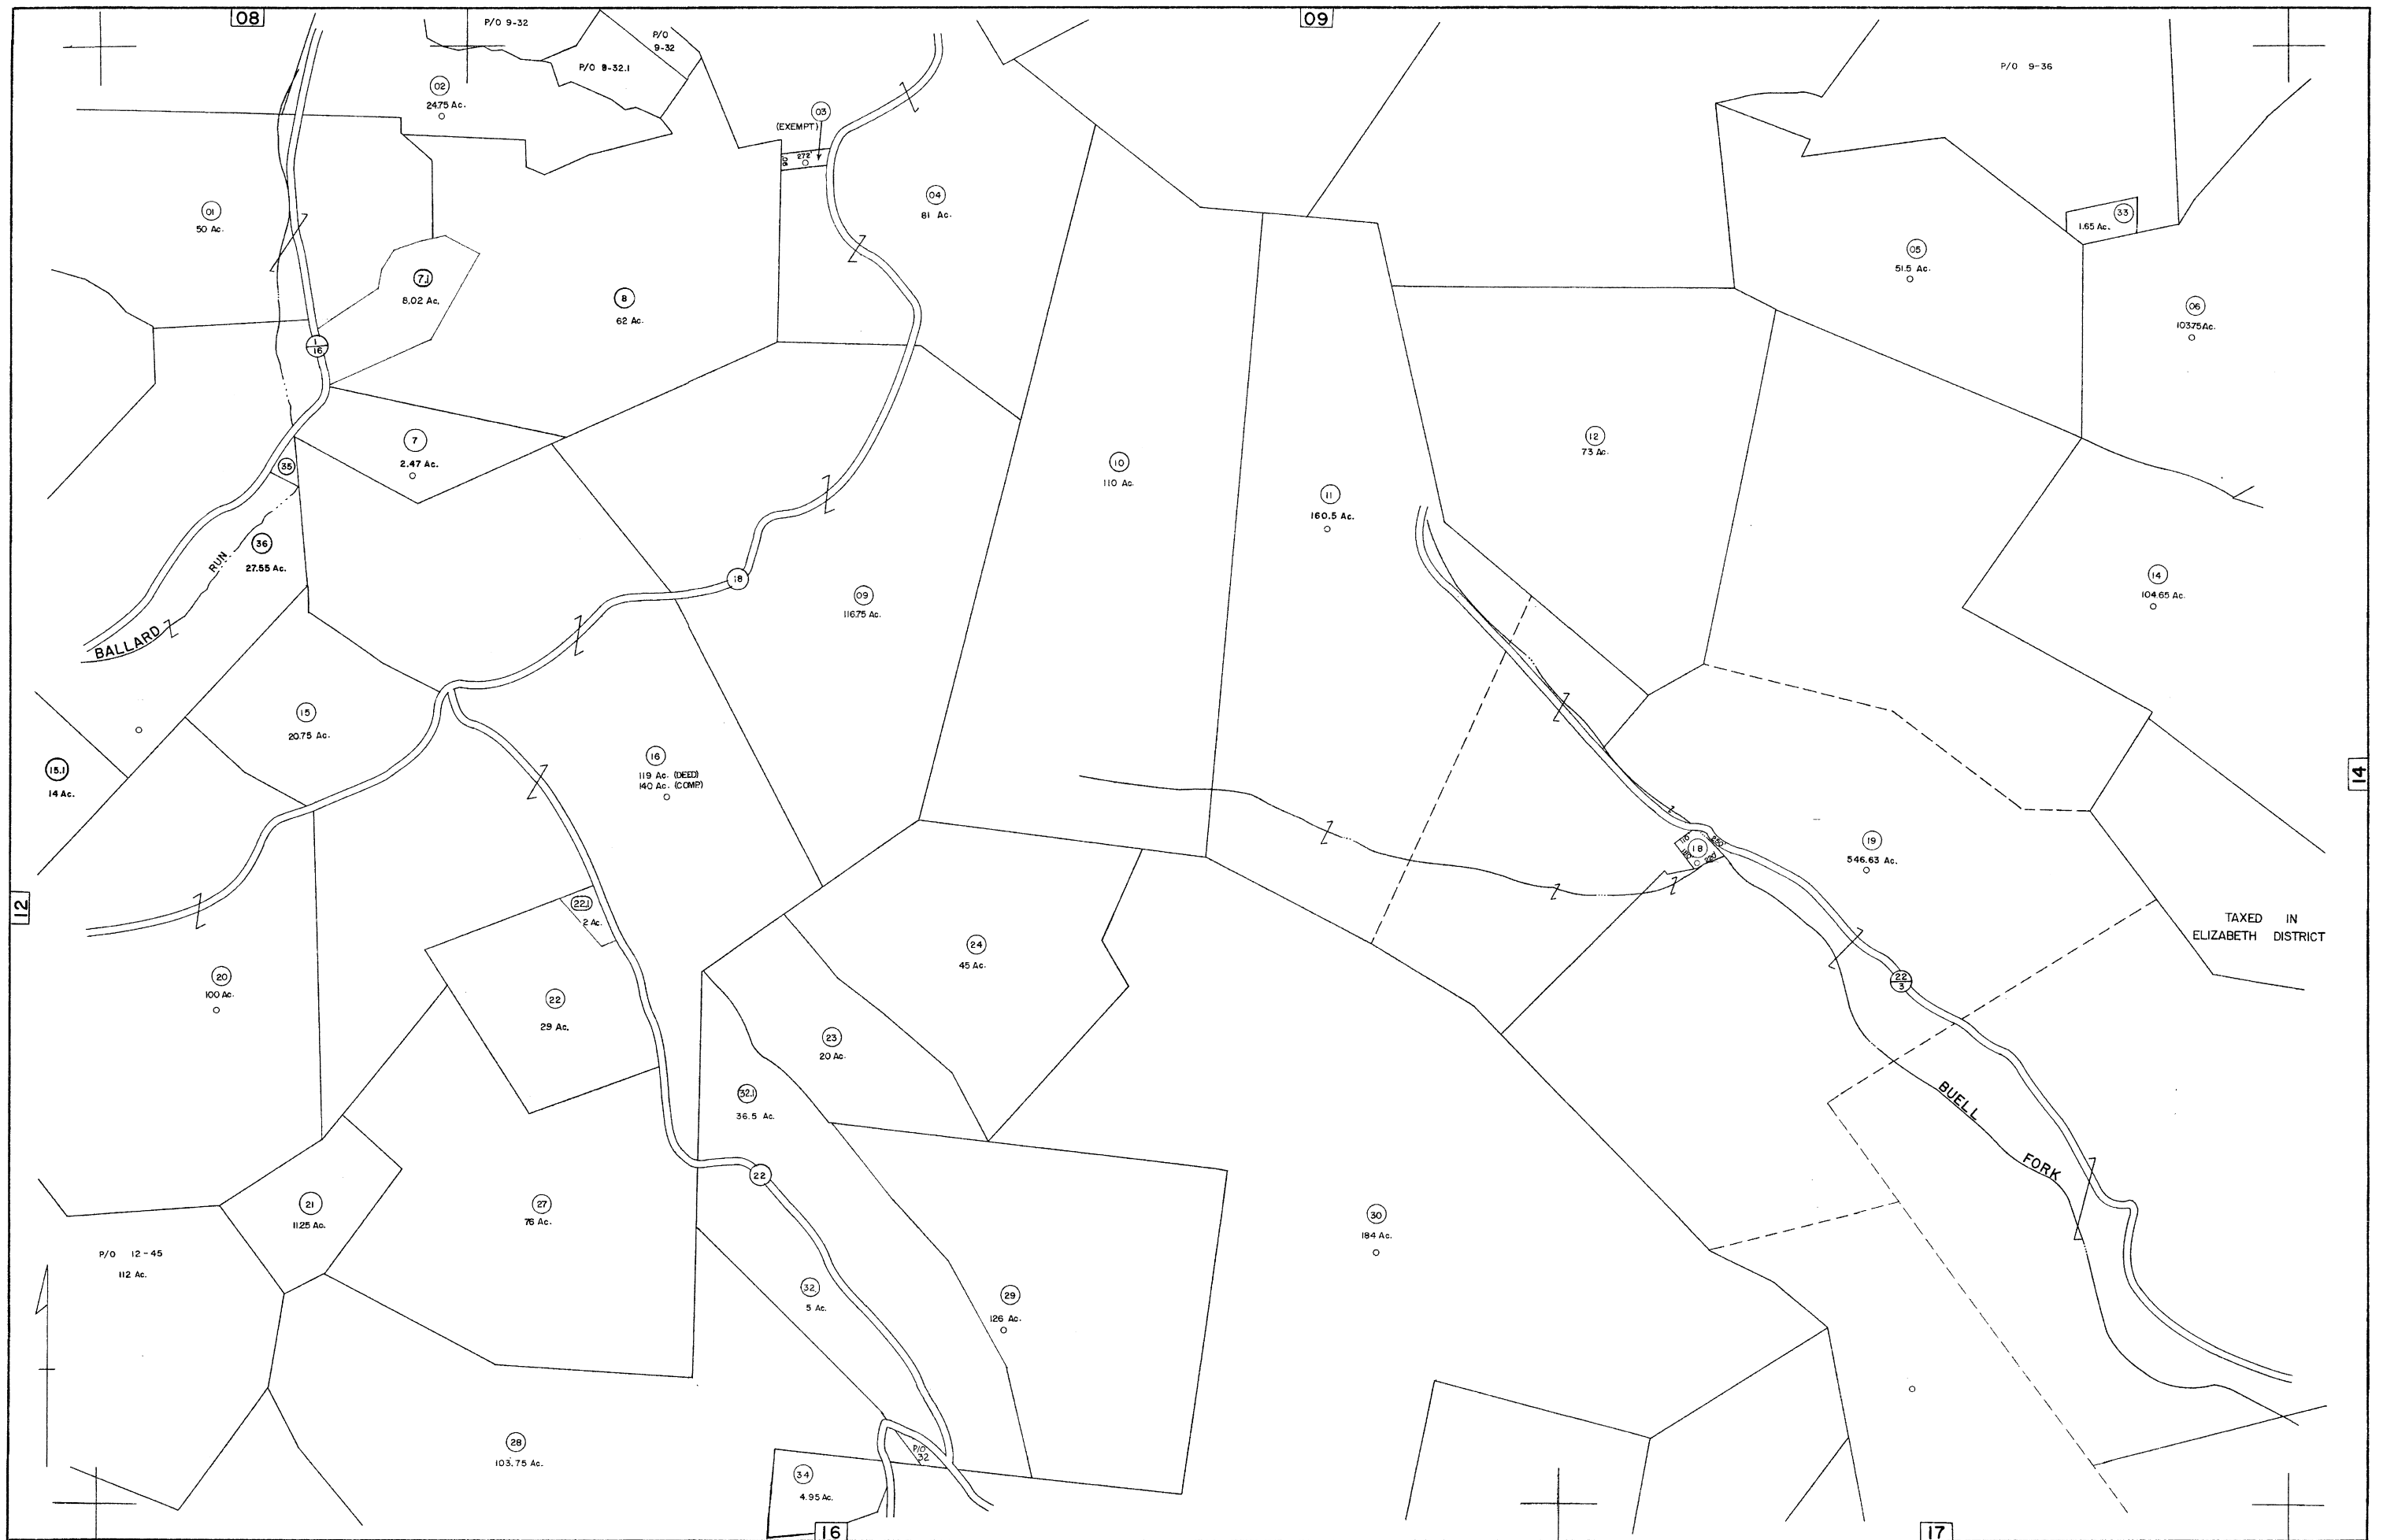 08
09
P/O 9-32
P/O
9-32
P/O 9-32.1
P/O 9-36
02
24.75 Ac.
03
(EXEMPT)
272'
04
81 Ac.
01
50 Ac.
33
1.65 Ac.
05
51.5 Ac.
7.1
8.02 Ac.
8
62 Ac.
06
103.75 Ac.
1
16
7
2.47 Ac.
12
73 Ac.
35
10
110 Ac.
11
160.5 Ac.
36
27.55 Ac.
BALLARD RUN
18
09
116.75 Ac.
14
104.65 Ac.
15
20.75 Ac.
16
119 Ac. (DEED)
140 Ac. (COMP.)
15.1
14 Ac.
14
18
110'
220'
19
546.63 Ac.
12
22.1
2 Ac.
TAXED IN
ELIZABETH DISTRICT
24
45 Ac.
20
100 Ac.
22
3
22
29 Ac.
23
20 Ac.
32.1
36.5 Ac.
BUELL FORK
22
21
11.25 Ac.
27
76 Ac.
30
184 Ac.
P/O 12-45
112 Ac.
32
5 Ac.
29
126 Ac.
28
103.75 Ac.
P/O
32
34
4.95 Ac.
16
17